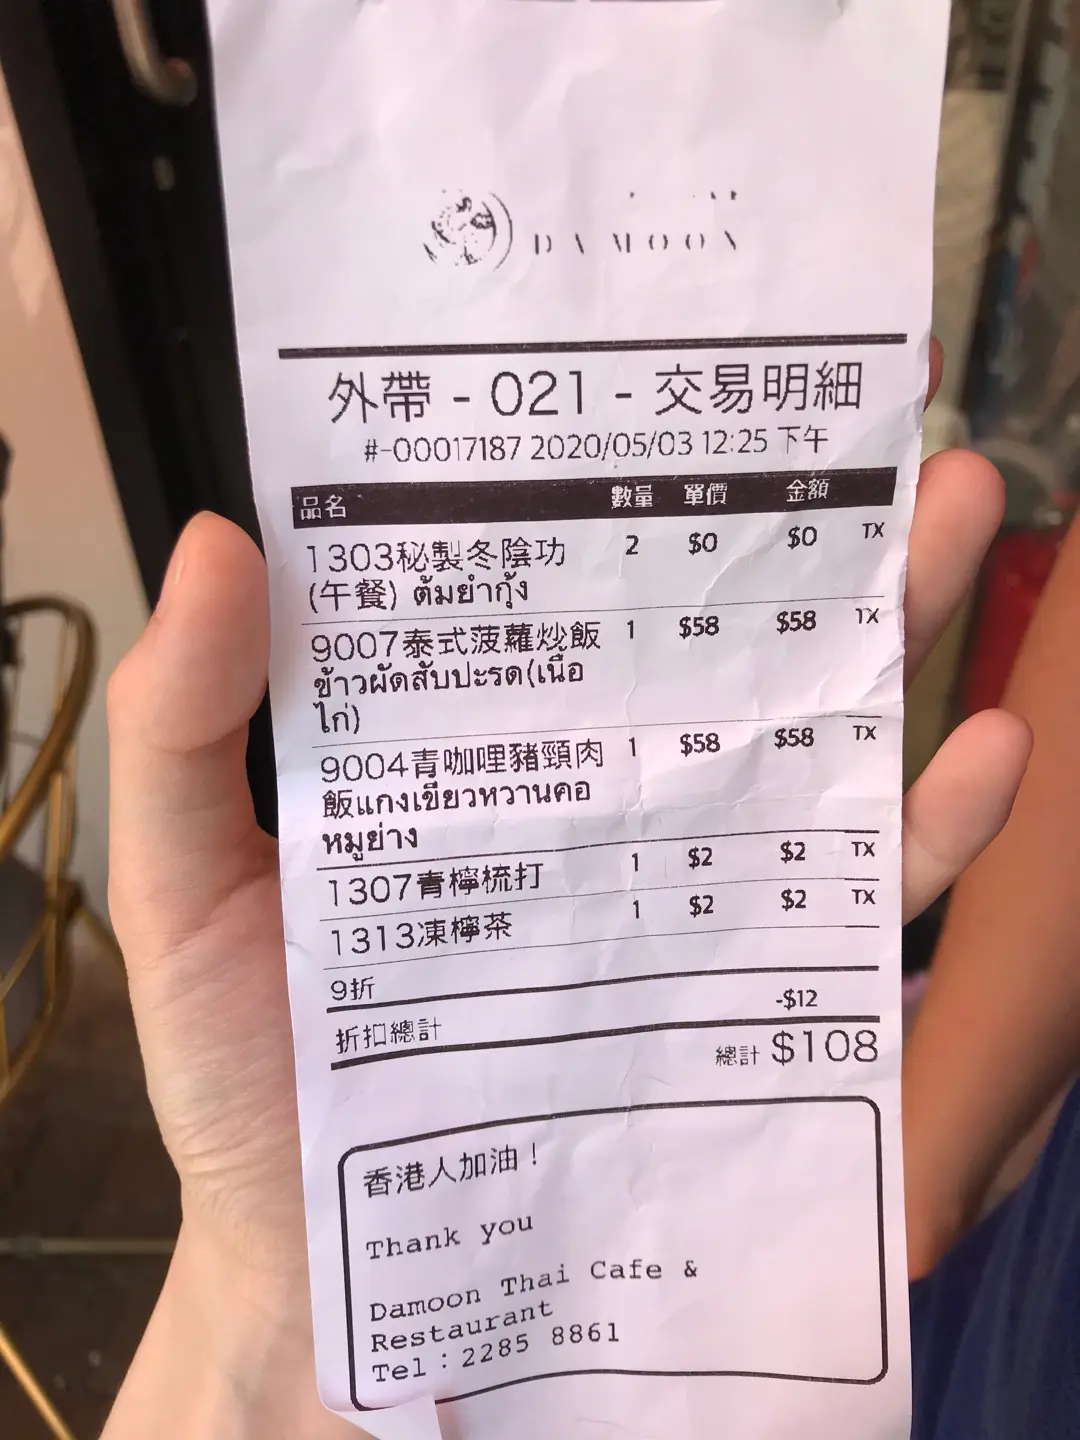 DAMOON
外帶 - 021 - 交易明細
#-00017187 2020/05/03 12:25 下午
品名 數量 單價 金額
1303秘製冬陰功 2 $0 $0 TX
(午餐) ต้มยำกุ้ง
9007泰式菠蘿炒飯 1 $58 $58 TX
ข้าวผัดสับปะรด(เนื้อ
ไก่)
9004青咖哩豬頸肉 1 $58 $58 TX
飯แกงเขียวหวานคอ
หมูย่าง
1307青檸梳打 1 $2 $2 TX
1313凍檸茶 1 $2 $2 TX
9折
-$12
折扣總計
總計 $108
香港人加油！
Thank you
Damoon Thai Cafe &
Restaurant
Tel：2285 8861